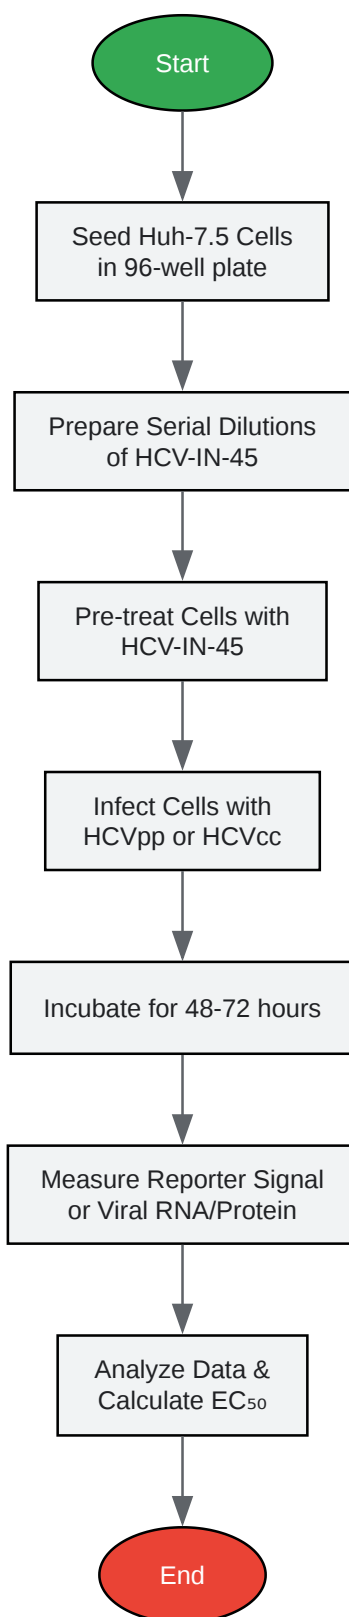 Start
Seed Huh-7.5 Cells
in 96-well plate
Prepare Serial Dilutions
of HCV-IN-45
Pre-treat Cells with
HCV-IN-45
Infect Cells with
HCVpp or HCVcc
Incubate for 48-72 hours
Measure Reporter Signal
or Viral RNA/Protein
Analyze Data &
Calculate EC₅₀
End